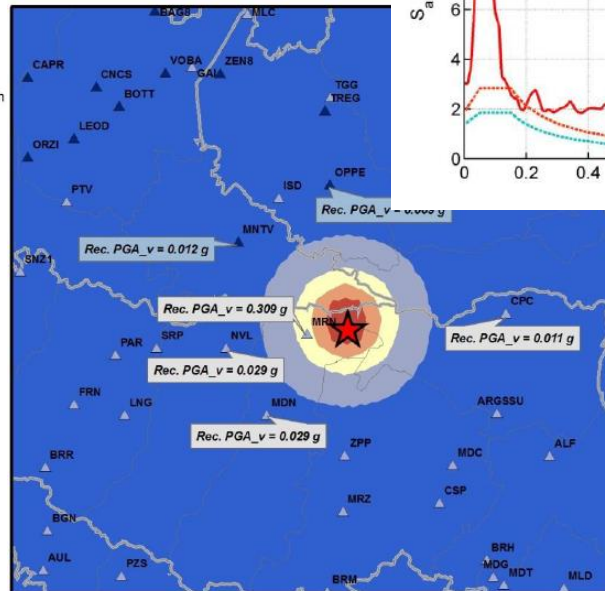 BAG8
MLC
6
CAPR
VOBA
GAI
ZEN8
CNCS
BOTT
TGG
TREG
LEOD
ORZI
4
2
0
0.2
0.4
PTV
ISD
OPPE
MNTV
Rec. PGA_v = 0.012 g
SNZ1
Rec. PGA_v = 0.309 g
MRN
CPC
Rec. PGA_v = 0.011 g
PAR
SRP
NVL
Rec. PGA_v = 0.029 g
FRN
LNG
MDN
ARGSSU
Rec. PGA_v = 0.029 g
BRR
ZPP
MDC
ALF
MRZ
CSP
BGN
AUL
PZS
BRM
BRH
MDG
MDT
MLD